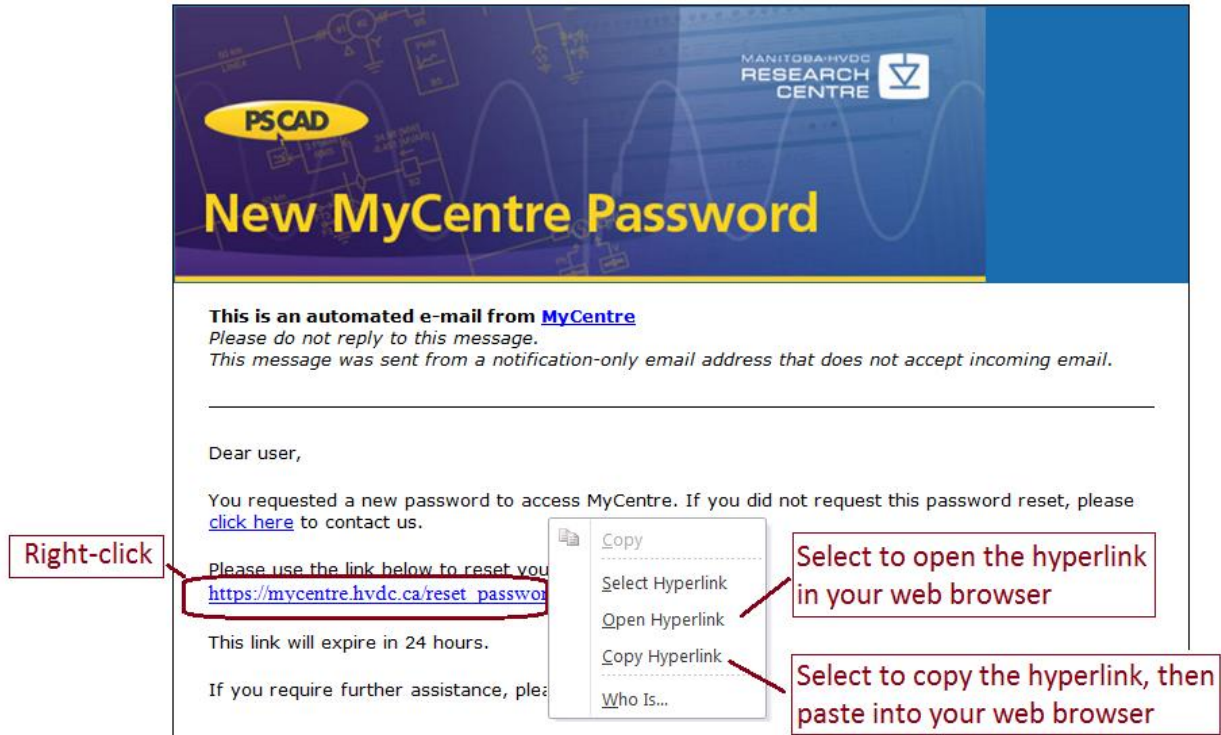 MANITOBA-HVDC
RESEARCH
CENTRE
PSCAD
New MyCentre Password
This is an automated e-mail from MyCentre
Please do not reply to this message.
This message was sent from a notification-only email address that does not accept incoming email.
Dear user,
You requested a new password to access MyCentre. If you did not request this password reset, please
click here to contact us.
Right-click
Please use the link below to reset you
https://mycentre.hvdc.ca/reset_passwor
This link will expire in 24 hours.
If you require further assistance, plea
Copy
Select Hyperlink
Open Hyperlink
Copy Hyperlink
Who Is...
Select to open the hyperlink
in your web browser
Select to copy the hyperlink, then
paste into your web browser